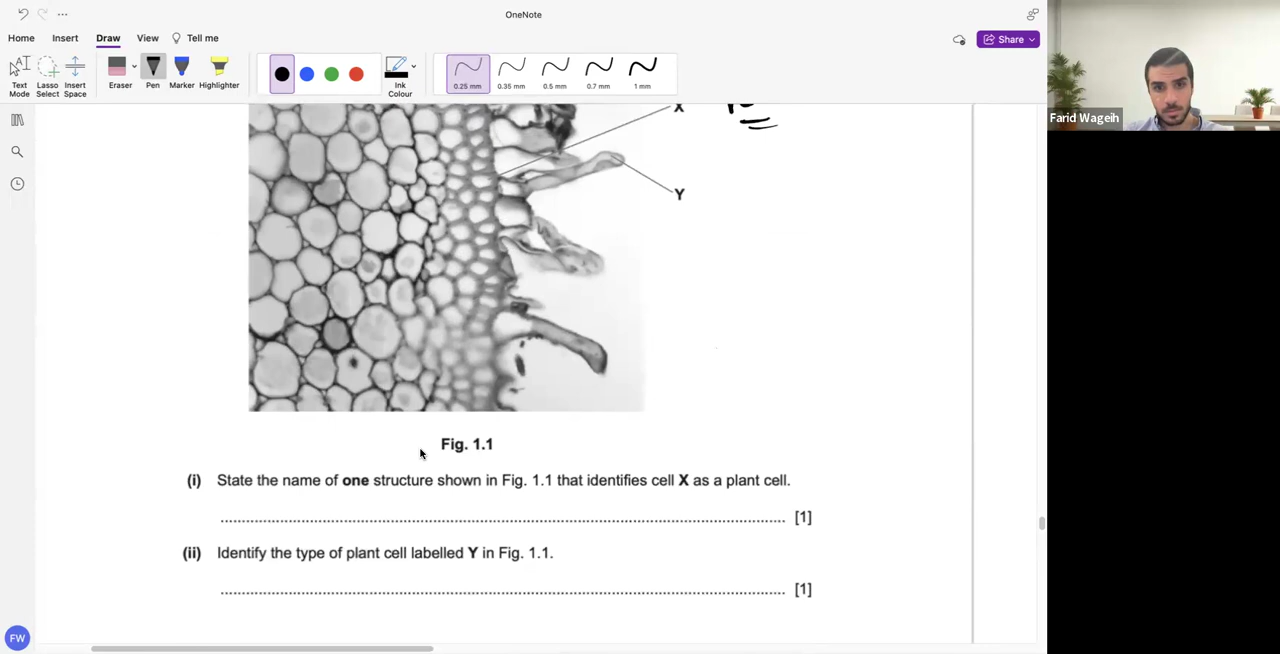 OneNote
Home Insert Draw View Tell me
Share
Text Mode
Lasso Select
Insert Space
Eraser
Pen
Marker
Highlighter
Ink Colour
0.25 mm
0.35 mm
0.5 mm
0.7 mm
1 mm
Farid Wageih
X
Y
Fig. 1.1
(i) State the name of one structure shown in Fig. 1.1 that identifies cell X as a plant cell.
[1]
(ii) Identify the type of plant cell labelled Y in Fig. 1.1.
[1]
FW